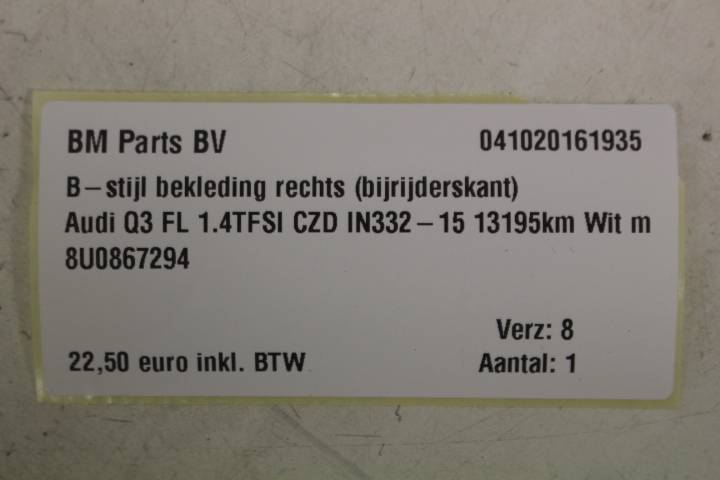 BM Parts BV 041020161935
B-stijl bekleding rechts (bijrijderskant)
Audi Q3 FL 1.4TFSI CZD IN332-15 13195km Wit m
8U0867294
Verz: 8
22,50 euro inkl. BTW Aantal: 1